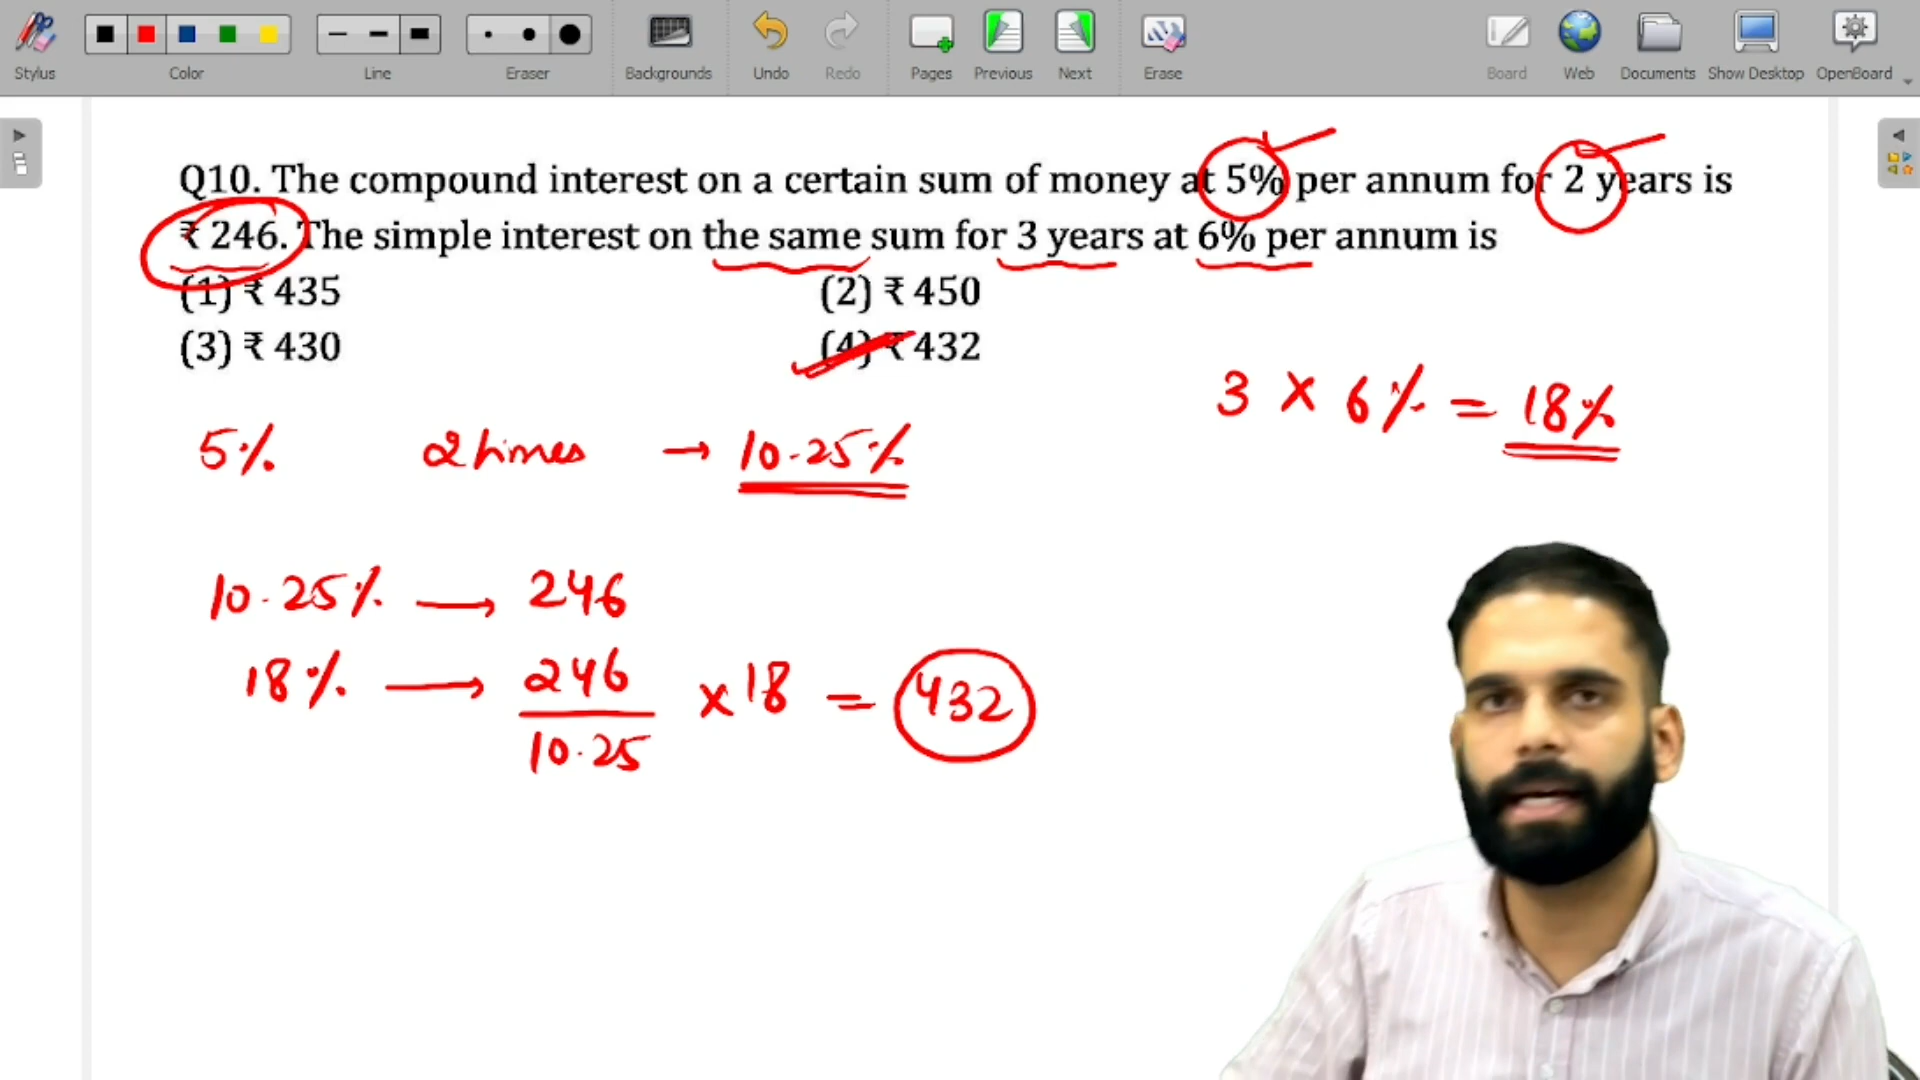 Stylus Color Line Eraser Backgrounds Undo Redo Pages Previous Next Erase Board Web Documents Show Desktop OpenBoard
Q10. The compound interest on a certain sum of money at 5% per annum for 2 years is
₹ 246. The simple interest on the same sum for 3 years at 6% per annum is
(1) ₹ 435 (2) ₹ 450
(3) ₹ 430 (4) ₹ 432
3 × 6% = 18%
5% 2 times → 10.25%
10.25% → 246
18% → 246/10.25 × 18 = 432